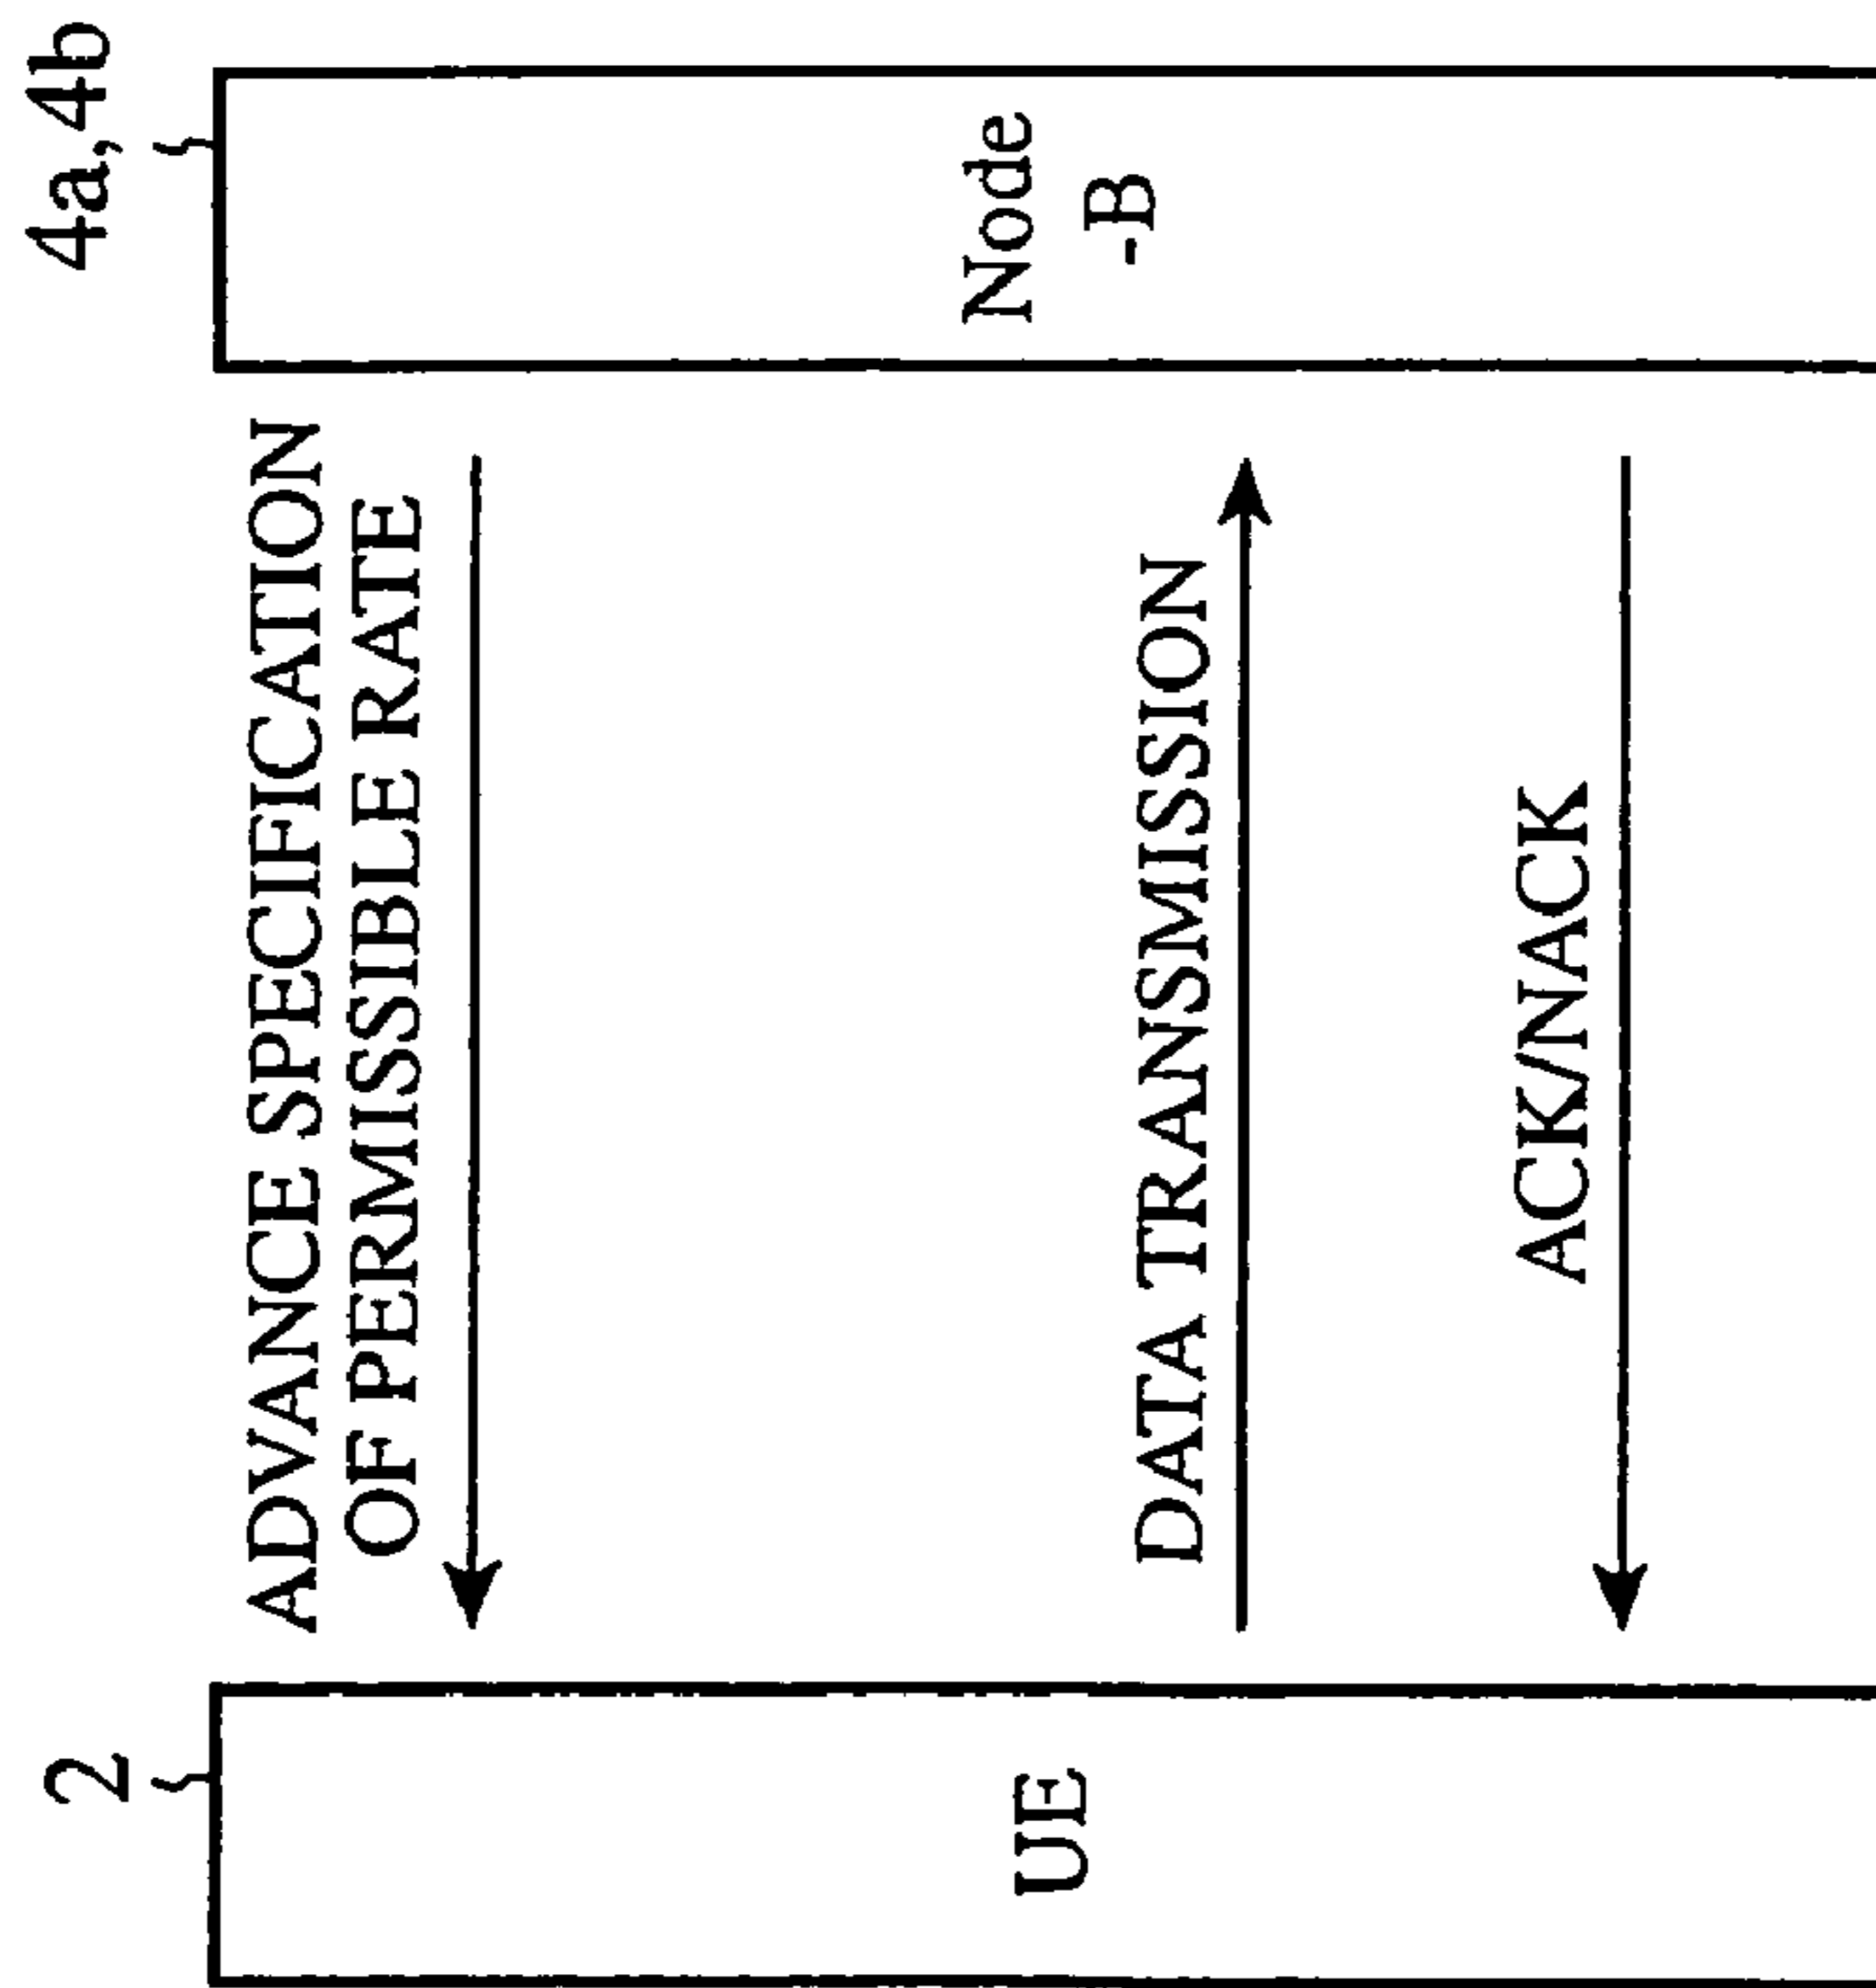 2
4a, 4b
ADVANCE SPECIFICATION
OF PERMISSIBLE RATE
UE
Node
-B
DATA TRANSMISSION
ACK/NACK